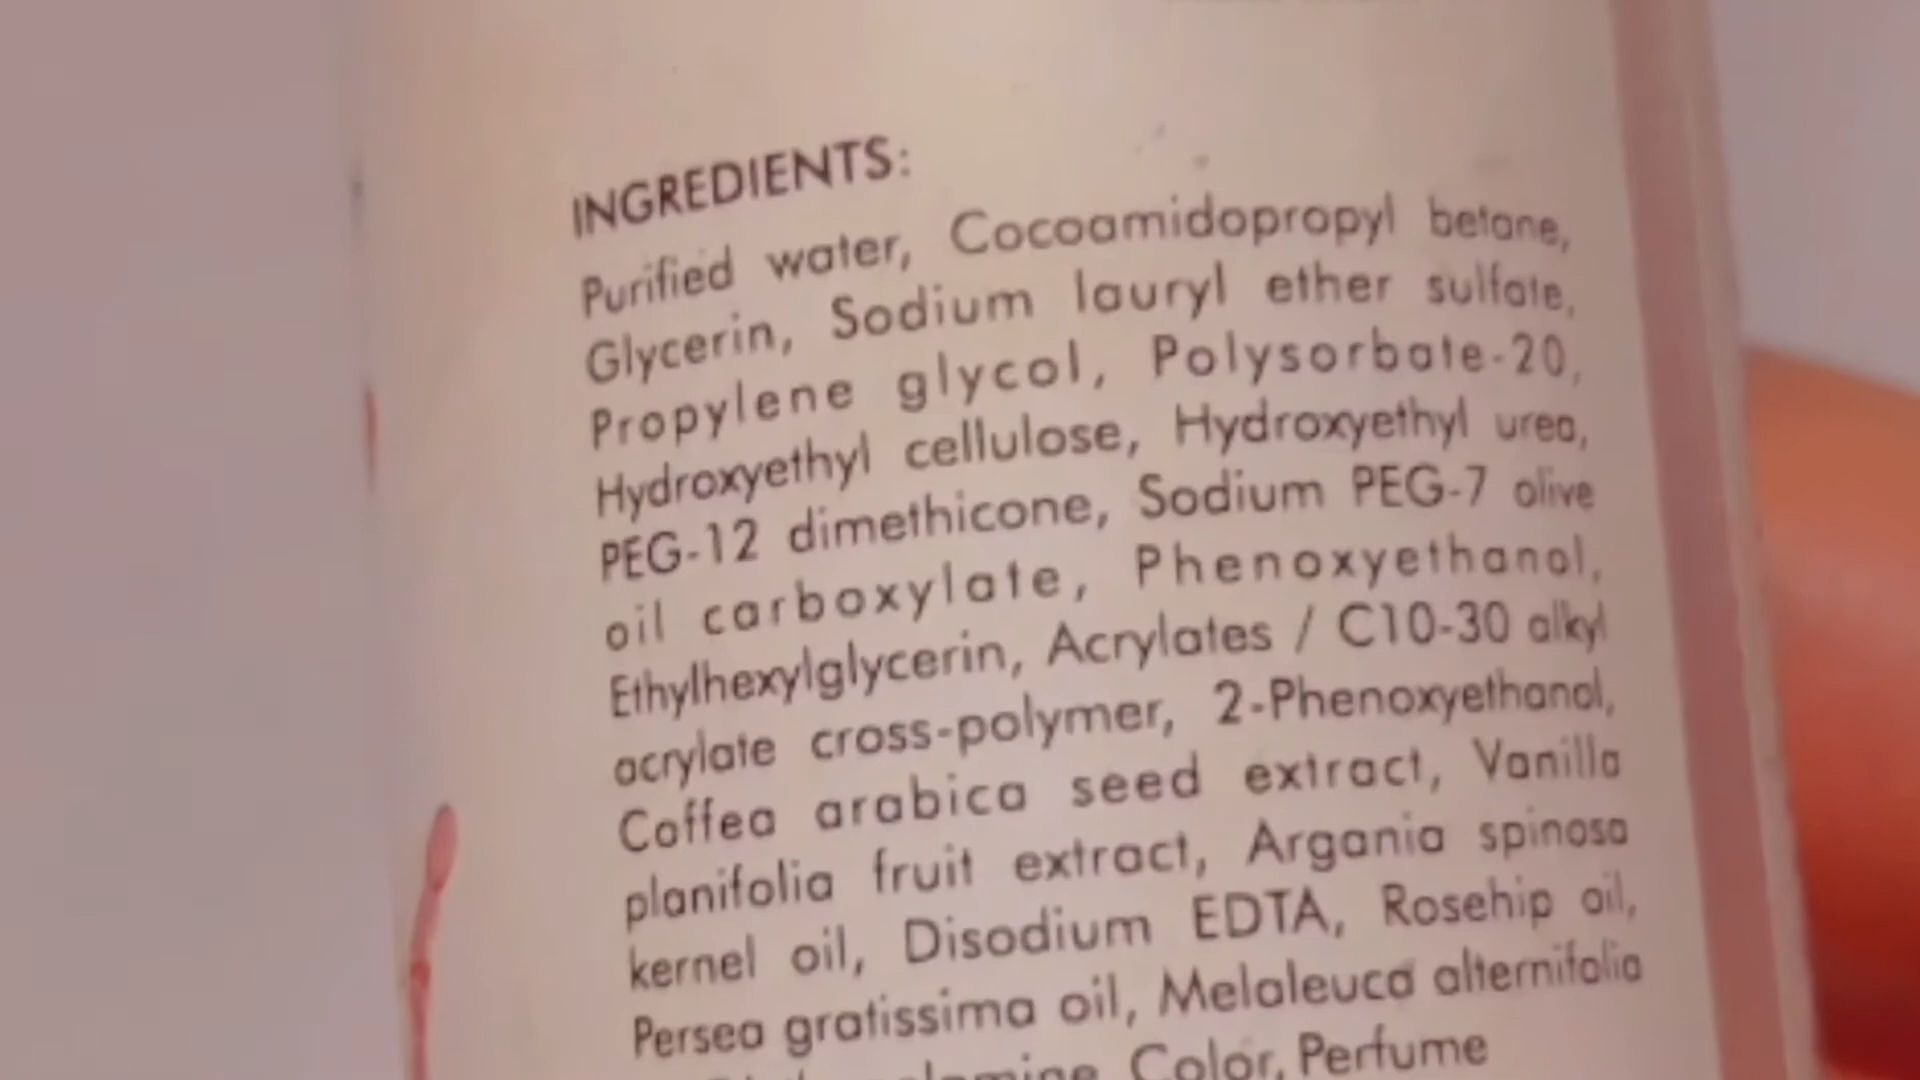 INGREDIENTS:
Purified water, Cocoamidopropyl betane,
Glycerin, Sodium lauryl ether sulfate,
Propylene glycol, Polysorbate-20,
Hydroxyethyl cellulose, Hydroxyethyl urea,
PEG-12 dimethicone, Sodium PEG-7 olive
oil carboxylate, Phenoxyethanol,
Ethylhexylglycerin, Acrylates / C10-30 alkyl
acrylate cross-polymer, 2-Phenoxyethanol,
Coffea arabica seed extract, Vanilla
planifolia fruit extract, Argania spinosa
kernel oil, Disodium EDTA, Rosehip oil,
Persea gratissima oil, Melaleuca alternifolia
Color, Perfume